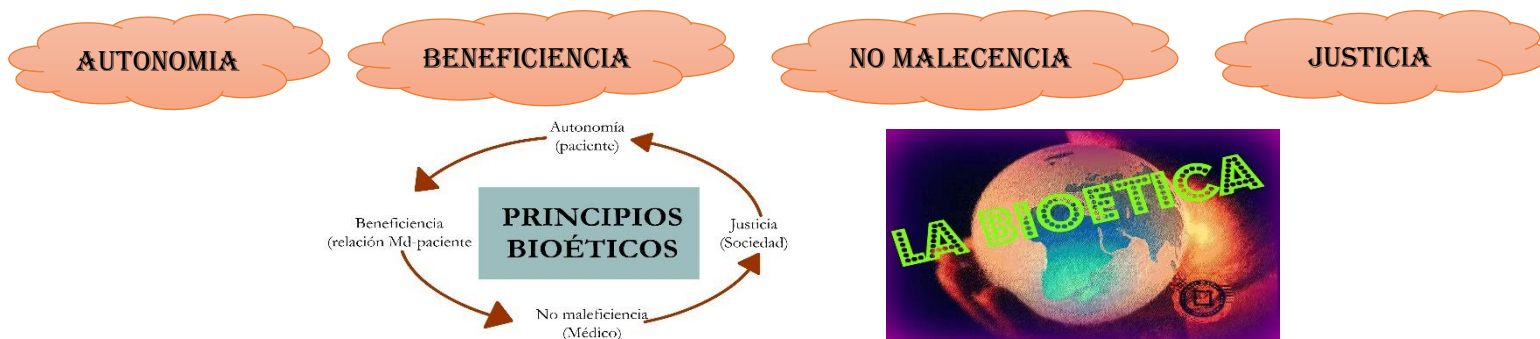 AUTONOMIA
BENEFICIENCIA
NO MALECENCIA
JUSTICIA
Autonomía
(paciente)
Beneficiencia
(relación Md-paciente
PRINCIPIOS
BIOÉTICOS
Justicia
(Sociedad)
No maleficiencia
(Médico)
LA BIOETICA